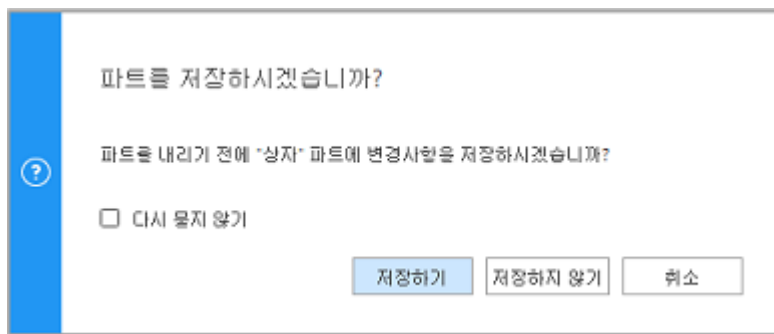 파트를 저장하시겠습니까?
파트를 내리기 전에 "상자" 파트에 변경사항을 저장하시겠습니까?
다시 묻지 않기
저장하기 저장하지 않기 취소